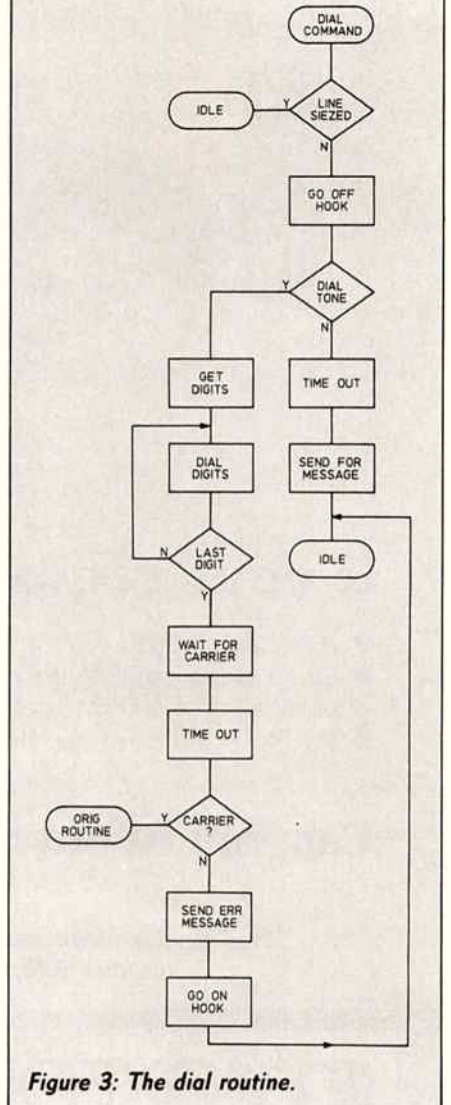 DIAL
COMMAND
IDLE
Y
LINE
SIEZED
N
GO OFF
HOOK
Y
DIAL
TONE
N
GET
DIGITS
TIME OUT
DIAL
DIGITS
SEND FOR
MESSAGE
N
LAST
DIGIT
IDLE
Y
WAIT FOR
CARRIER
TIME OUT
ORIG
ROUTINE
Y
CARRIER
?
N
SEND ERR
MESSAGE
GO ON
HOOK
Figure 3: The dial routine.